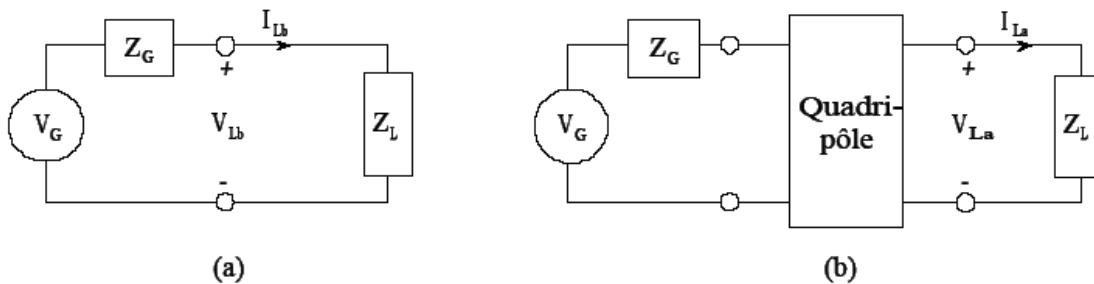 I_Lb
Z_G
+
V_G
V_Lb
Z_L
-
(a)
I_La
Z_G
+
V_G
Quadri-
pôle
V_La
Z_L
-
(b)